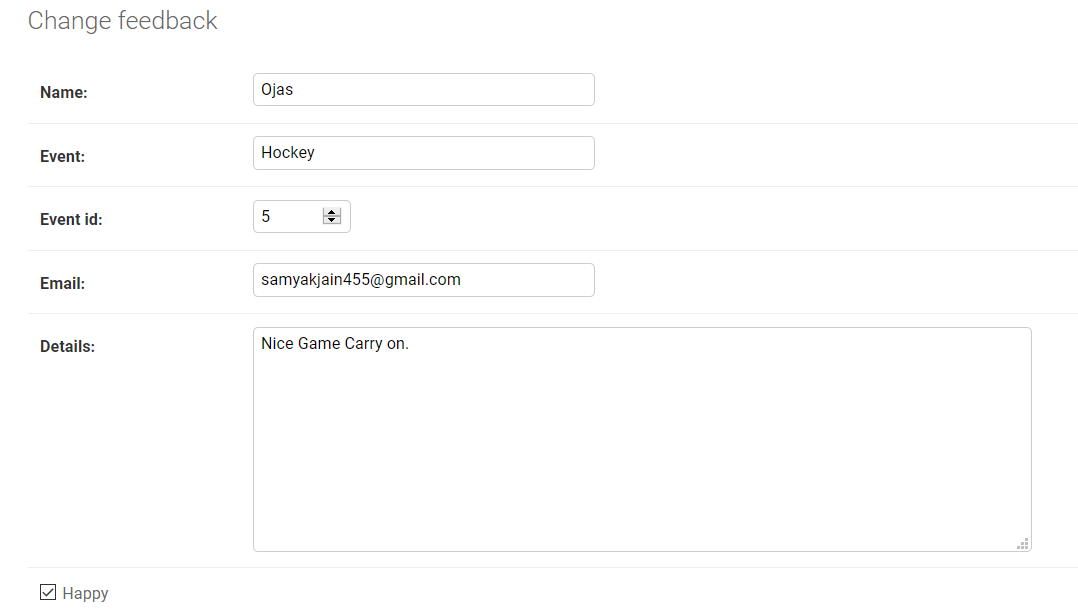 Change feedback
Name: Ojas
Event: Hockey
Event id: 5
Email: samyakjain455@gmail.com
Details: Nice Game Carry on.
Happy